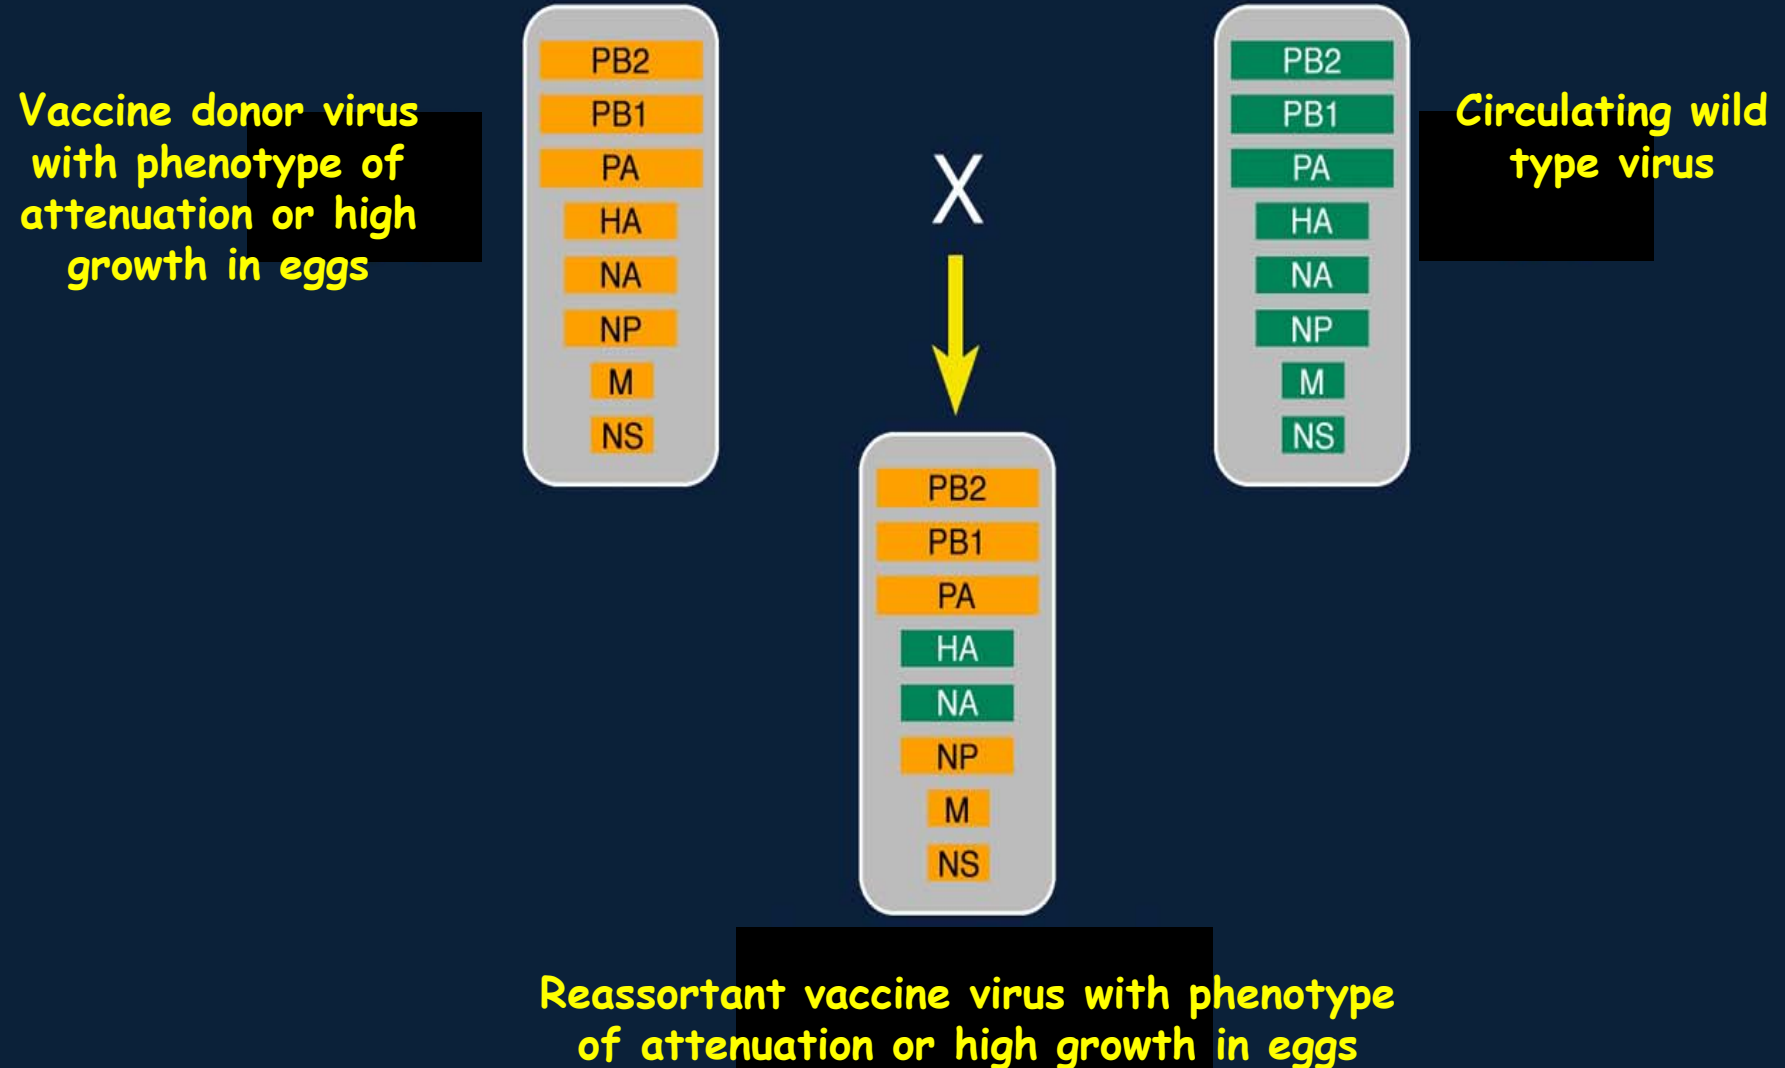 Vaccine donor virus
with phenotype of
attenuation or high
growth in eggs
PB2
PB1
PA
HA
NA
NP
M
NS
X
PB2
PB1
PA
HA
NA
NP
M
NS
Circulating wild
type virus
PB2
PB1
PA
HA
NA
NP
M
NS
Reassortant vaccine virus with phenotype
of attenuation or high growth in eggs